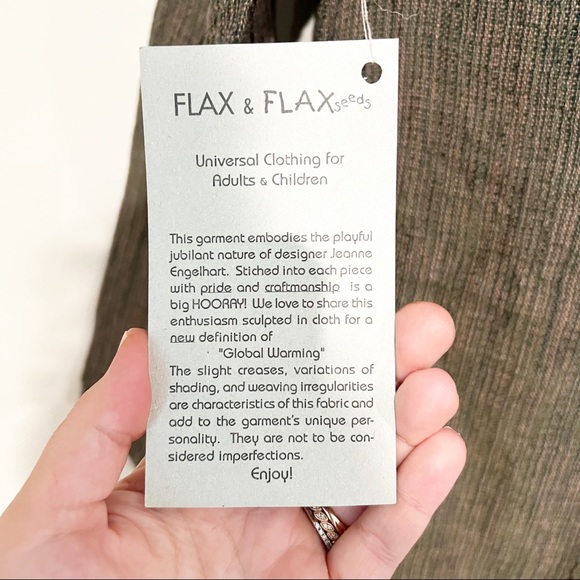 FLAX & FLAXseeds
Universal Clothing for
Adults & Children
This garment embodies the playful
jubilant nature of designer Jeanne
Engelhart. Stiched into each piece
with pride and craftmanship is a
big HOORAY! We love to share this
enthusiasm sculpted in cloth for a
new definition of
"Global Warming"
The slight creases, variations of
shading, and weaving irregularities
are characteristics of this fabric and
add to the garment's unique per-
sonality. They are not to be con-
sidered imperfections.
Enjoy!